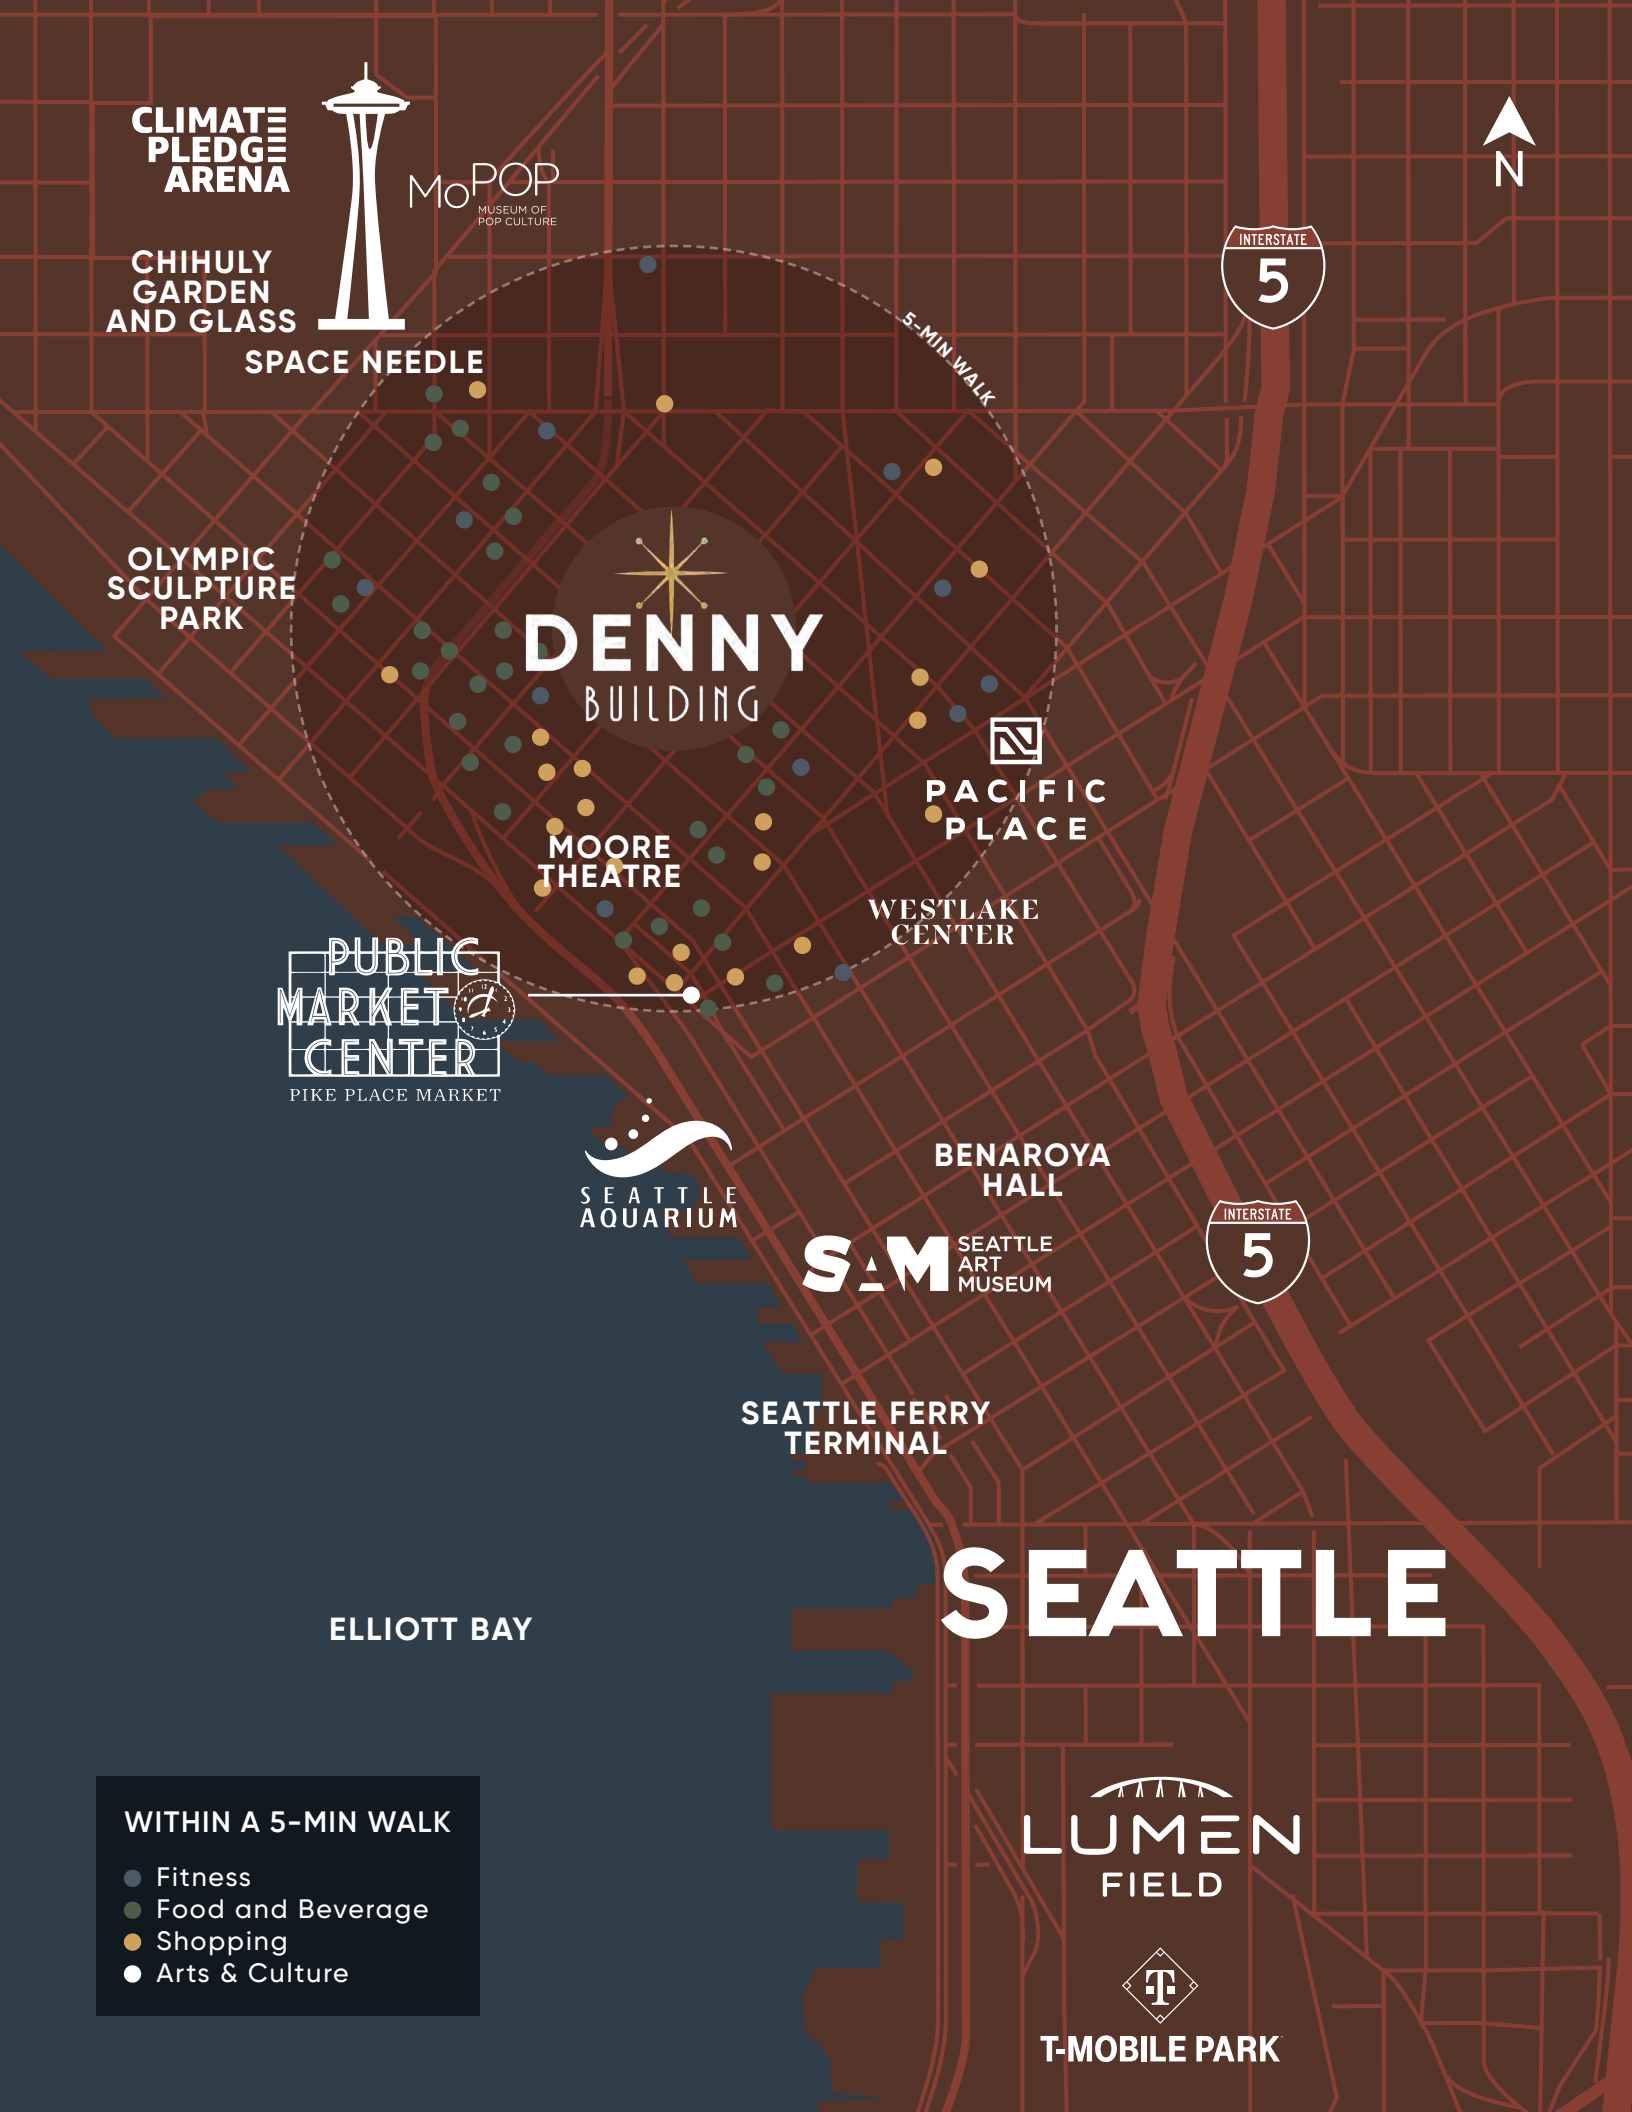 CLIMATE
PLEDGE
ARENA
MoPOP
MUSEUM OF
POP CULTURE
N
CHIHULY
GARDEN
AND GLASS
SPACE NEEDLE
INTERSTATE
5
5-MIN WALK
OLYMPIC
SCULPTURE
PARK
DENNY
BUILDING
PACIFIC
PLACE
MOORE
THEATRE
WESTLAKE
CENTER
PUBLIC
MARKET
CENTER
PIKE PLACE MARKET
SEATTLE
AQUARIUM
BENAROYA
HALL
SAM
SEATTLE
ART
MUSEUM
INTERSTATE
5
SEATTLE FERRY
TERMINAL
SEATTLE
ELLIOTT BAY
WITHIN A 5-MIN WALK
Fitness
Food and Beverage
Shopping
Arts & Culture
LUMEN
FIELD
T
T-MOBILE PARK